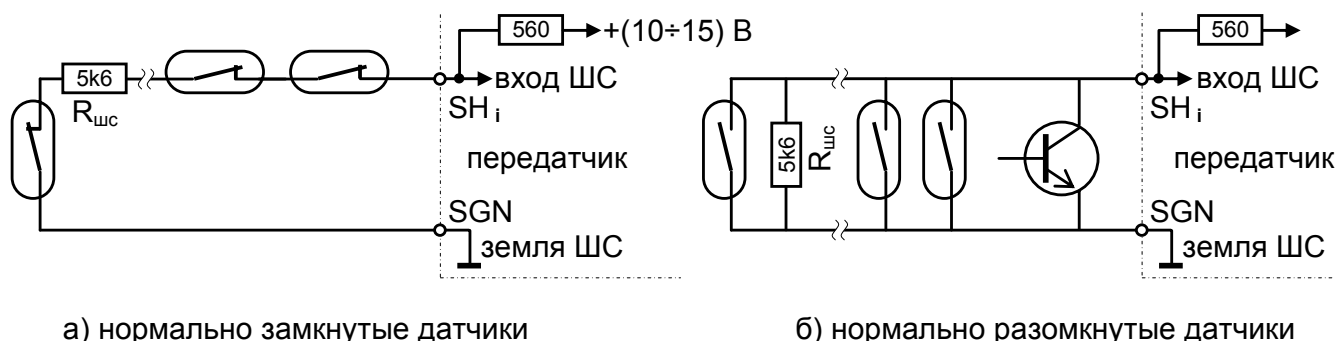 560
+(10÷15) В
5k6
Rшс
вход ШС
SH i
передатчик
SGN
земля ШС
а) нормально замкнутые датчики
560
вход ШС
SH i
5k6
Rшс
передатчик
SGN
земля ШС
б) нормально разомкнутые датчики